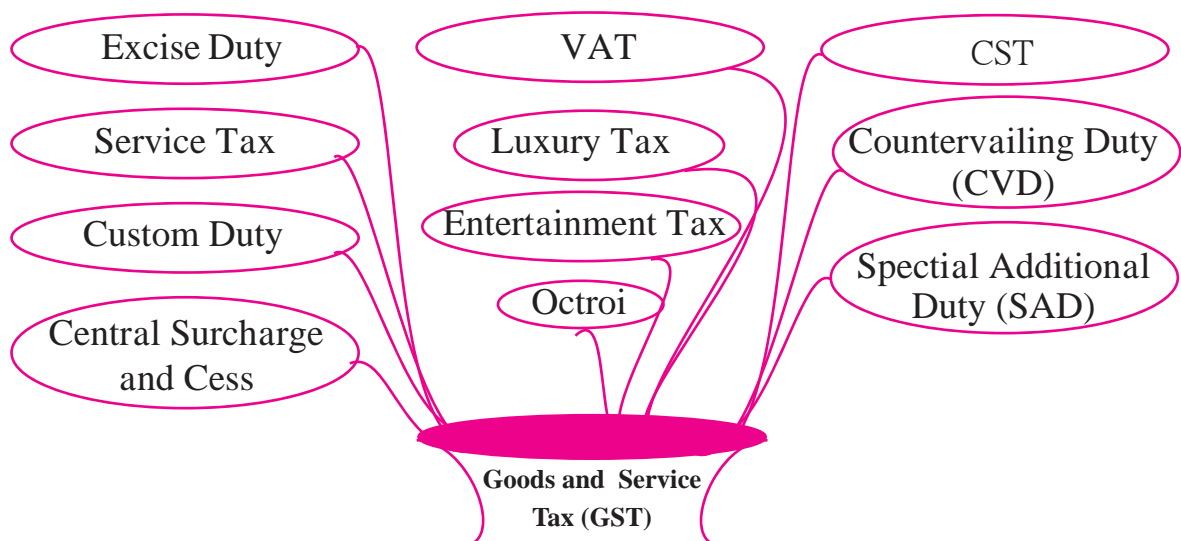 Excise Duty
Service Tax
Custom Duty
Central Surcharge
and Cess
VAT
Luxury Tax
Entertainment Tax
Octroi
CST
Countervailing Duty
(CVD)
Spectial Additional
Duty (SAD)
Goods and Service
Tax (GST)